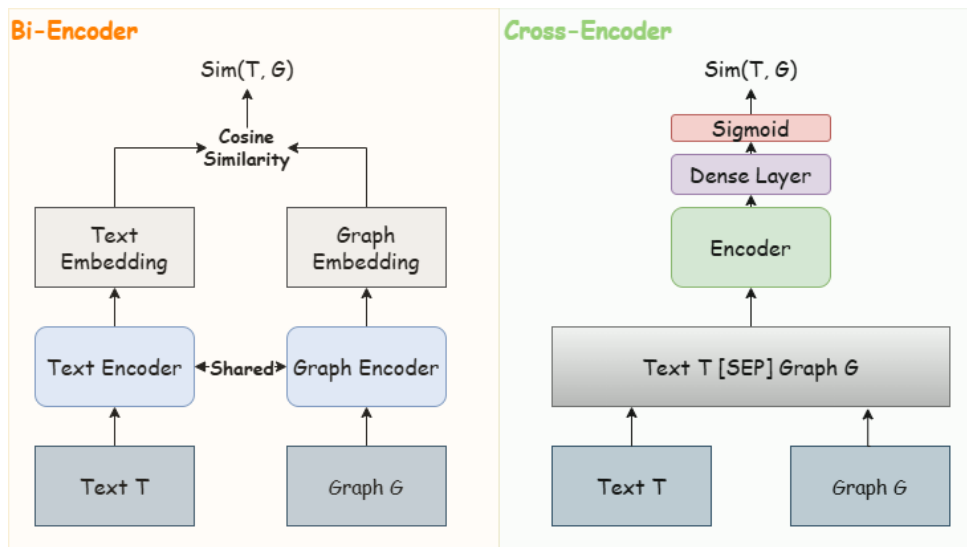 Bi-Encoder
Sim(T, G)
Cosine
Similarity
Text
Embedding
Graph
Embedding
Text Encoder
Shared
Graph Encoder
Text T
Graph G
Cross-Encoder
Sim(T, G)
Sigmoid
Dense Layer
Encoder
Text T [SEP] Graph G
Text T
Graph G